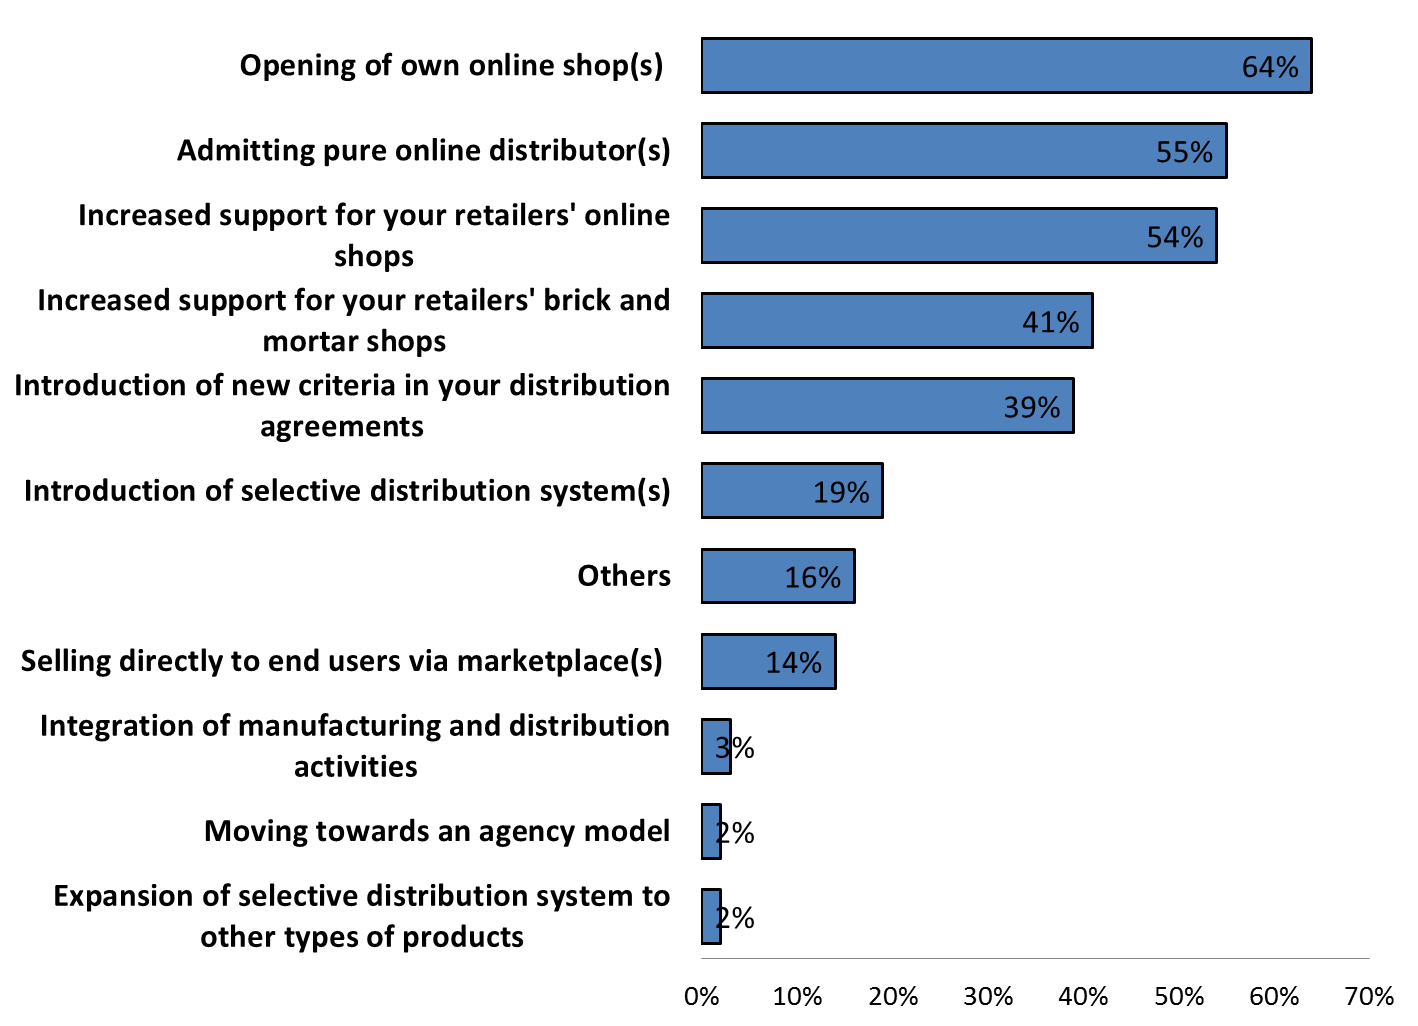 Opening of own online shop(s)
64%
Admitting pure online distributor(s)
55%
Increased support for your retailers' online
shops
54%
Increased support for your retailers' brick and
mortar shops
41%
Introduction of new criteria in your distribution
agreements
39%
Introduction of selective distribution system(s)
19%
Others
16%
Selling directly to end users via marketplace(s)
14%
Integration of manufacturing and distribution
activities
3%
Moving towards an agency model
2%
Expansion of selective distribution system to
other types of products
2%
0% 10% 20% 30% 40% 50% 60% 70%